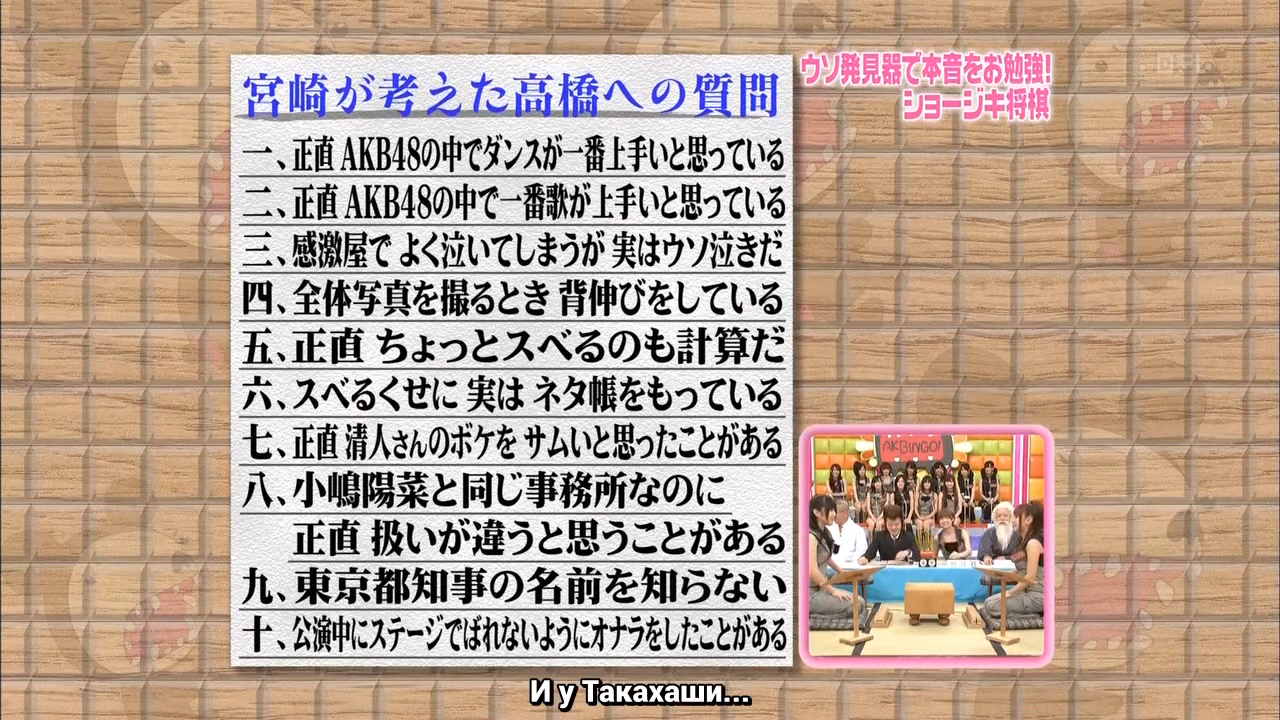 宮崎が考えた高橋への質問
一、正直 AKB48の中でダンスが一番上手いと思っている
二、正直 AKB48の中で一番歌が上手いと思っている
三、感激屋で よく泣いてしまうが 実はウソ泣きだ
四、全体写真を撮るとき 背伸びをしている
五、正直 ちょっとスベるのも計算だ
六、スベるくせに 実は ネタ帳をもっている
七、正直 清人さんのボケを サムいと思ったことがある
八、小嶋陽菜と同じ事務所なのに
正直 扱いが違うと思うことがある
九、東京都知事の名前を知らない
十、公演中にステージでばれないようにオナラをしたことがある
ウソ発見器で本音をお勉強!
ショージキ将棋
AKBINGO!
И у Такахаши...